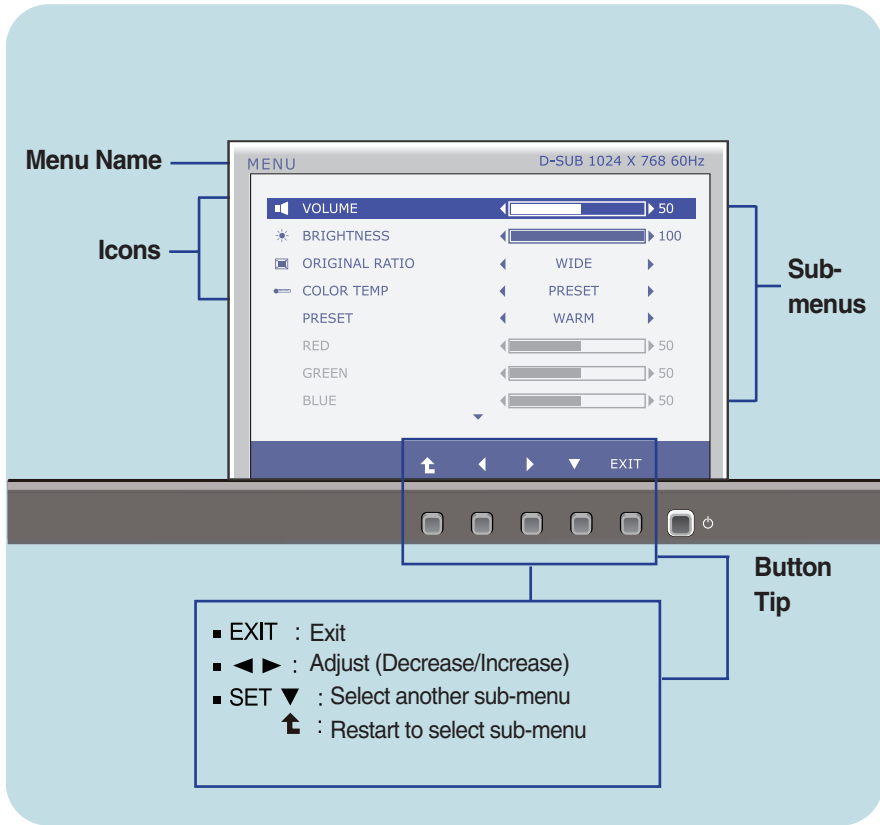 Menu Name
MENU
D-SUB 1024 X 768 60Hz
Icons
VOLUME 50
BRIGHTNESS 100
ORIGINAL RATIO WIDE
COLOR TEMP PRESET
PRESET WARM
RED 50
GREEN 50
BLUE 50
Sub-
menus
EXIT
Button
Tip
■ EXIT : Exit
■ ◄ ► : Adjust (Decrease/Increase)
■ SET ▼ : Select another sub-menu
: Restart to select sub-menu